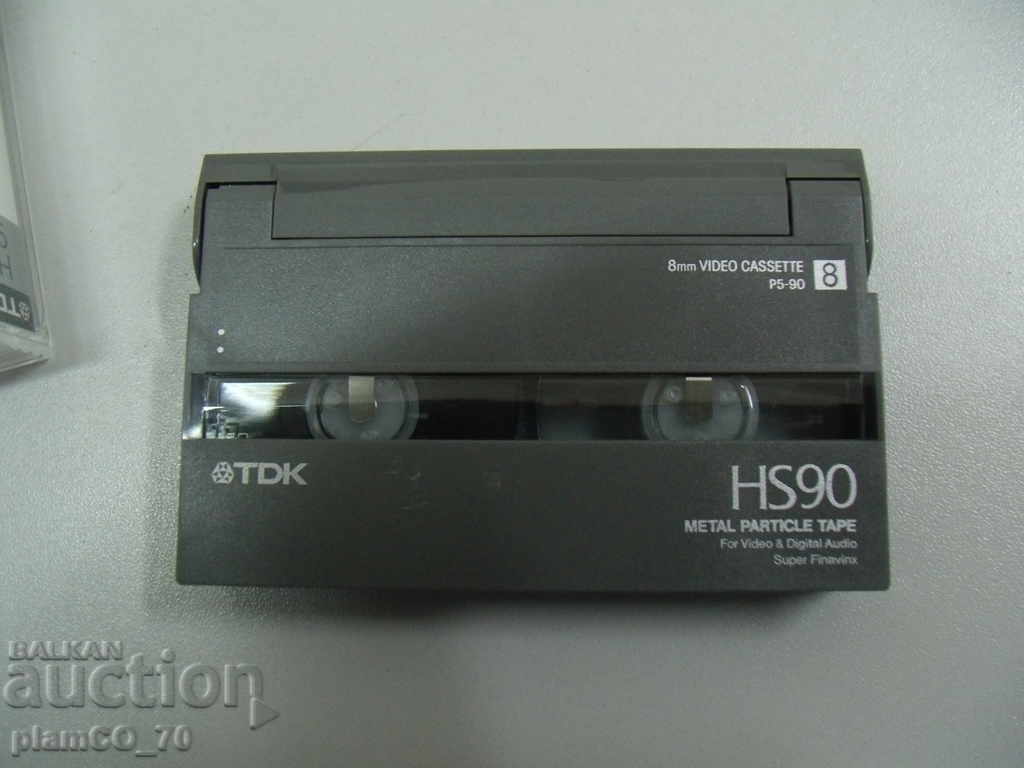 8mm VIDEO CASSETTE
P5-90
8
TDK
HS90
METAL PARTICLE TAPE
For Video & Digital Audio
Super Finavinx
TD
BALKAN
auction
plamCO_70